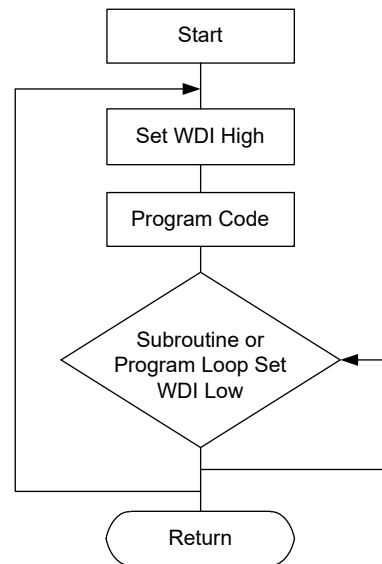 Start
Set WDI High
Program Code
Subroutine or
Program Loop Set
WDI Low
Return